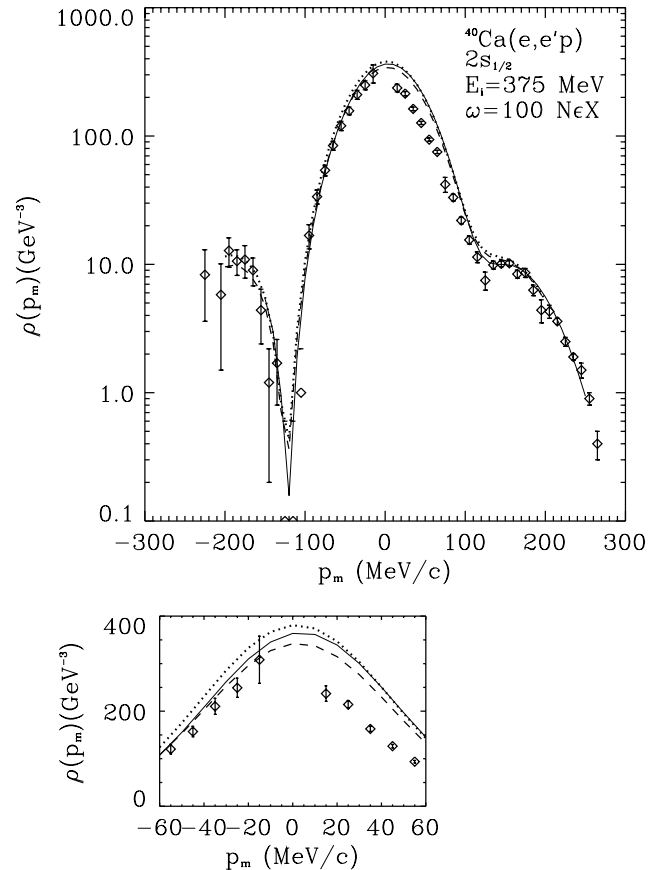 1000.0
100.0
10.0
1.0
0.1
ρ(pₘ)(GeV⁻³)
⁴⁰Ca(e,e'p)
2s₁/₂
Eᵢ=375 MeV
ω=100 NϵX
−300 −200 −100 0 100 200 300
pₘ (MeV/c)
400
200
0
ρ(pₘ)(GeV⁻³)
−60−40−20 0 20 40 60
pₘ (MeV/c)